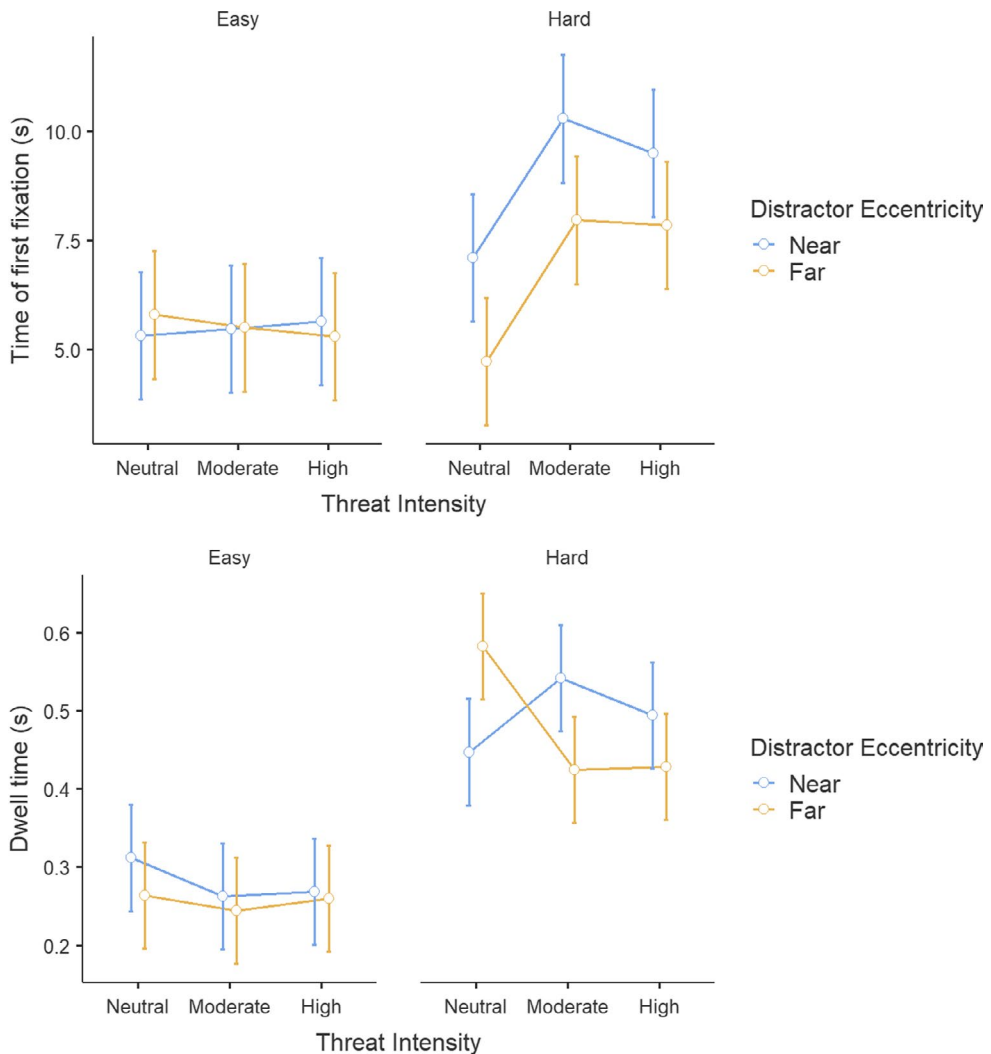 Easy
Hard
Time of first fixation (s)
10.0
7.5
5.0
Neutral Moderate High
Neutral Moderate High
Threat Intensity
Distractor Eccentricity
Near
Far
Easy
Hard
Dwell time (s)
0.6
0.5
0.4
0.3
0.2
Neutral Moderate High
Neutral Moderate High
Threat Intensity
Distractor Eccentricity
Near
Far